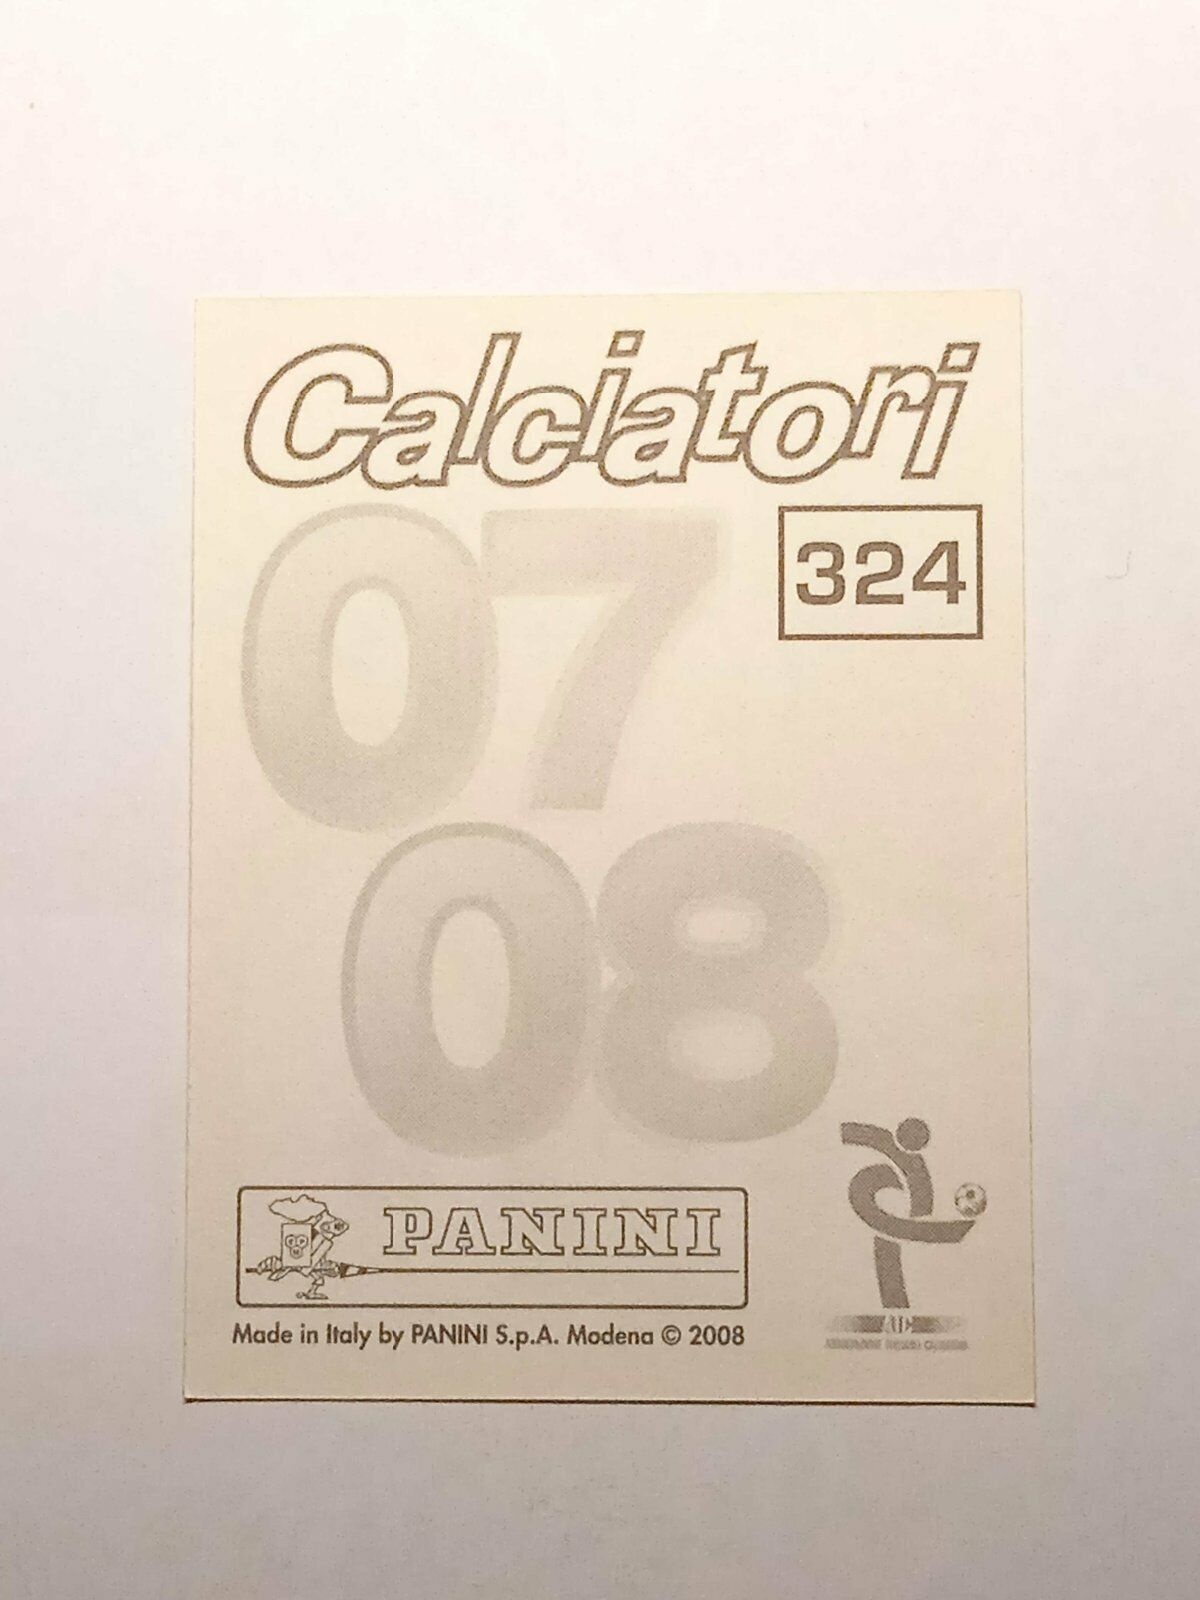 Calciatori
07
324
08
PANINI
Made in Italy by PANINI S.p.A. Modena © 2008